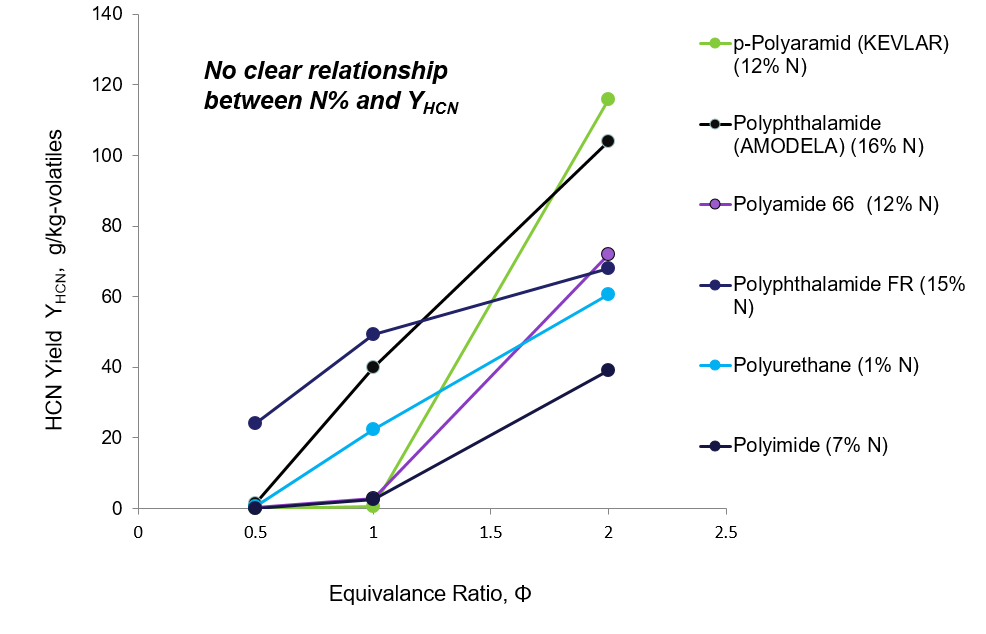 140
120
100
80
60
40
20
0
HCN Yield Y_HCN, g/kg-volatiles
No clear relationship
between N% and Y_HCN
0
0.5
1
1.5
2
2.5
Equivalance Ratio, Φ
p-Polyaramid (KEVLAR)
(12% N)
Polyphthalamide
(AMODELA) (16% N)
Polyamide 66 (12% N)
Polyphthalamide FR (15%
N)
Polyurethane (1% N)
Polyimide (7% N)